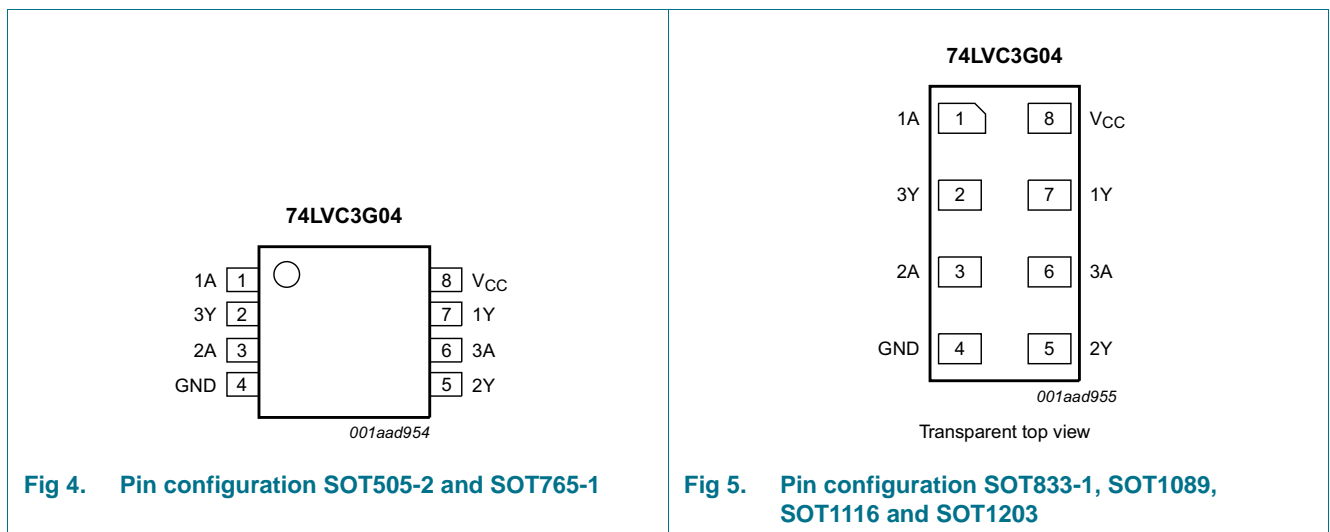 74LVC3G04
1A 1 8 VCC
3Y 2 7 1Y
2A 3 6 3A
GND 4 5 2Y
001aad954
Fig 4. Pin configuration SOT505-2 and SOT765-1
74LVC3G04
1A 1 8 VCC
3Y 2 7 1Y
2A 3 6 3A
GND 4 5 2Y
001aad955
Transparent top view
Fig 5. Pin configuration SOT833-1, SOT1089,
SOT1116 and SOT1203